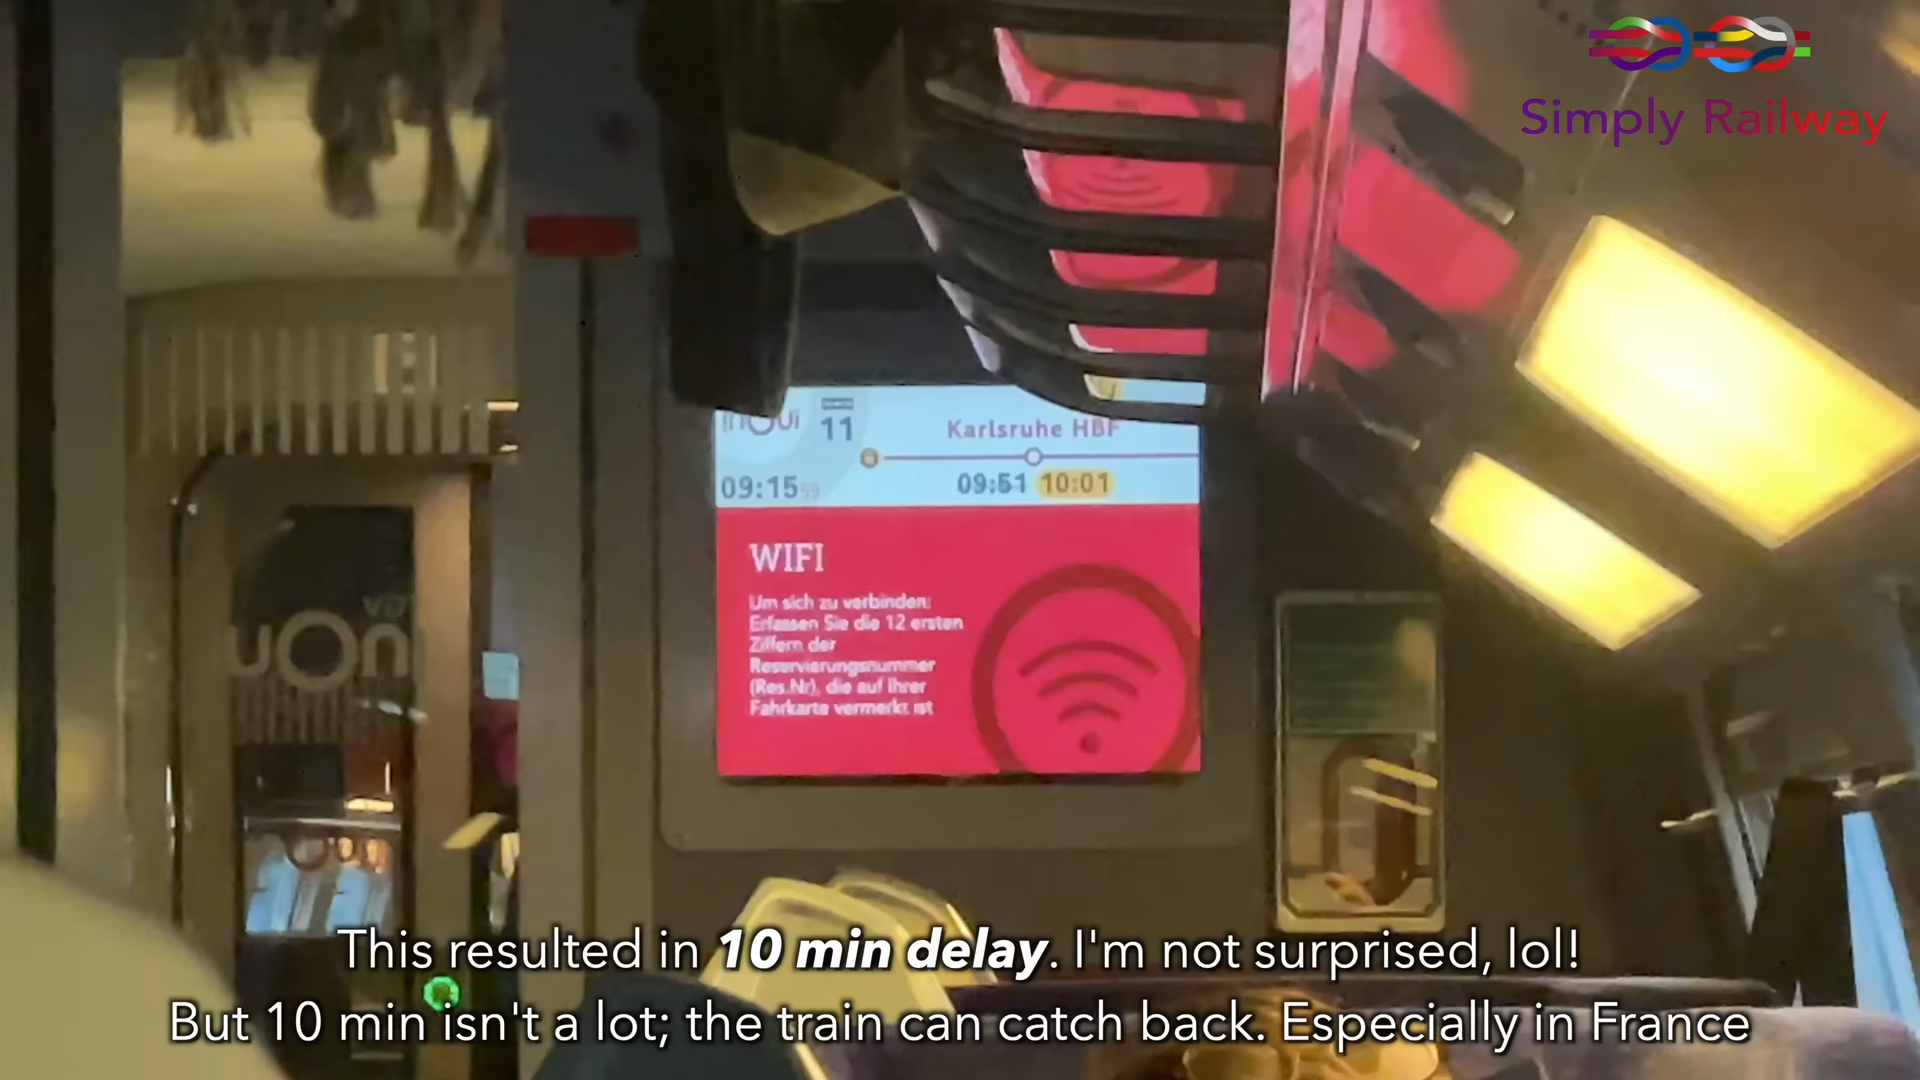 Simply Railway
inOui
11
Karlsruhe HBF
09:15 59
09:51 10:01
WIFI
Um sich zu verbinden:
Erfassen Sie die 12 ersten
Ziffern der
Reservierungsnummer
(Res.Nr), die auf Ihrer
Fahrkarte vermerkt ist
This resulted in 10 min delay. I'm not surprised, lol!
But 10 min isn't a lot; the train can catch back. Especially in France